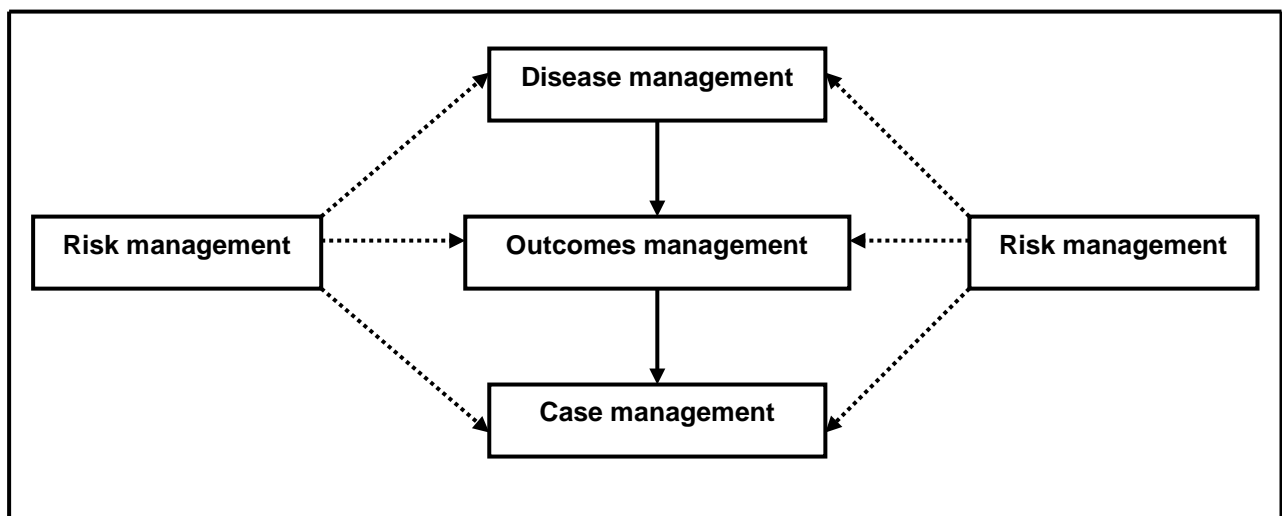 Disease management
Risk management
Outcomes management
Risk management
Case management